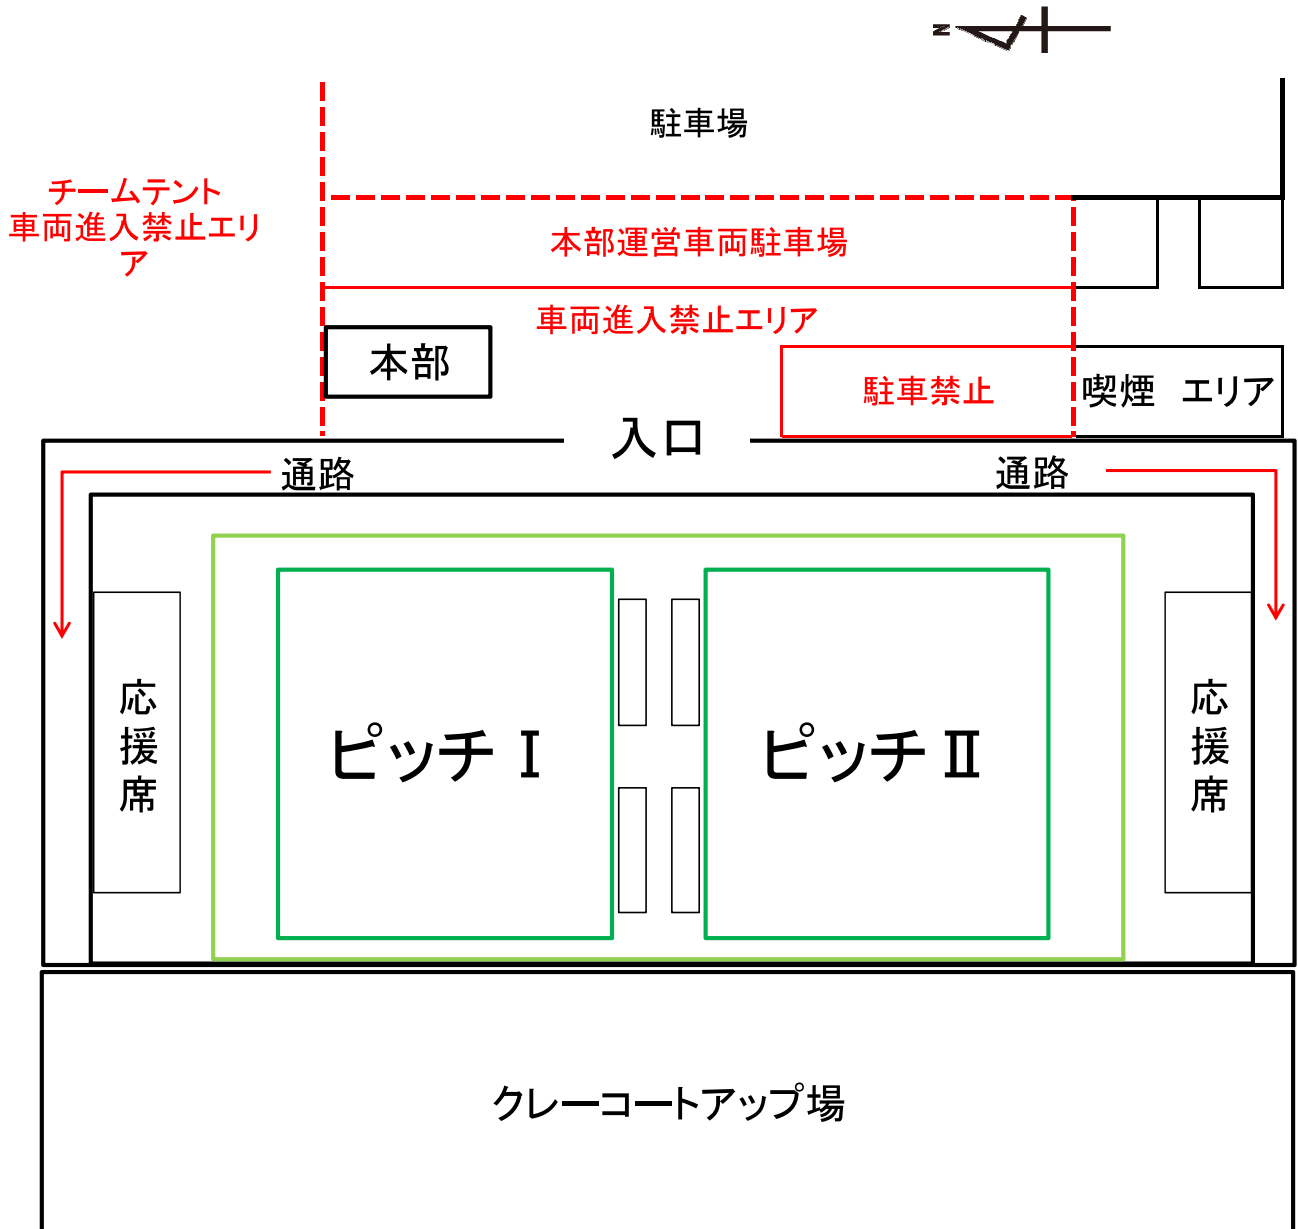 N
駐車場
チームテント
車両進入禁止エリ
ア
本部運営車両駐車場
車両進入禁止エリア
本部
駐車禁止
喫煙 エリア
入口
通路
通路
応援席
ピッチⅠ
ピッチⅡ
応援席
クレーコートアップ場